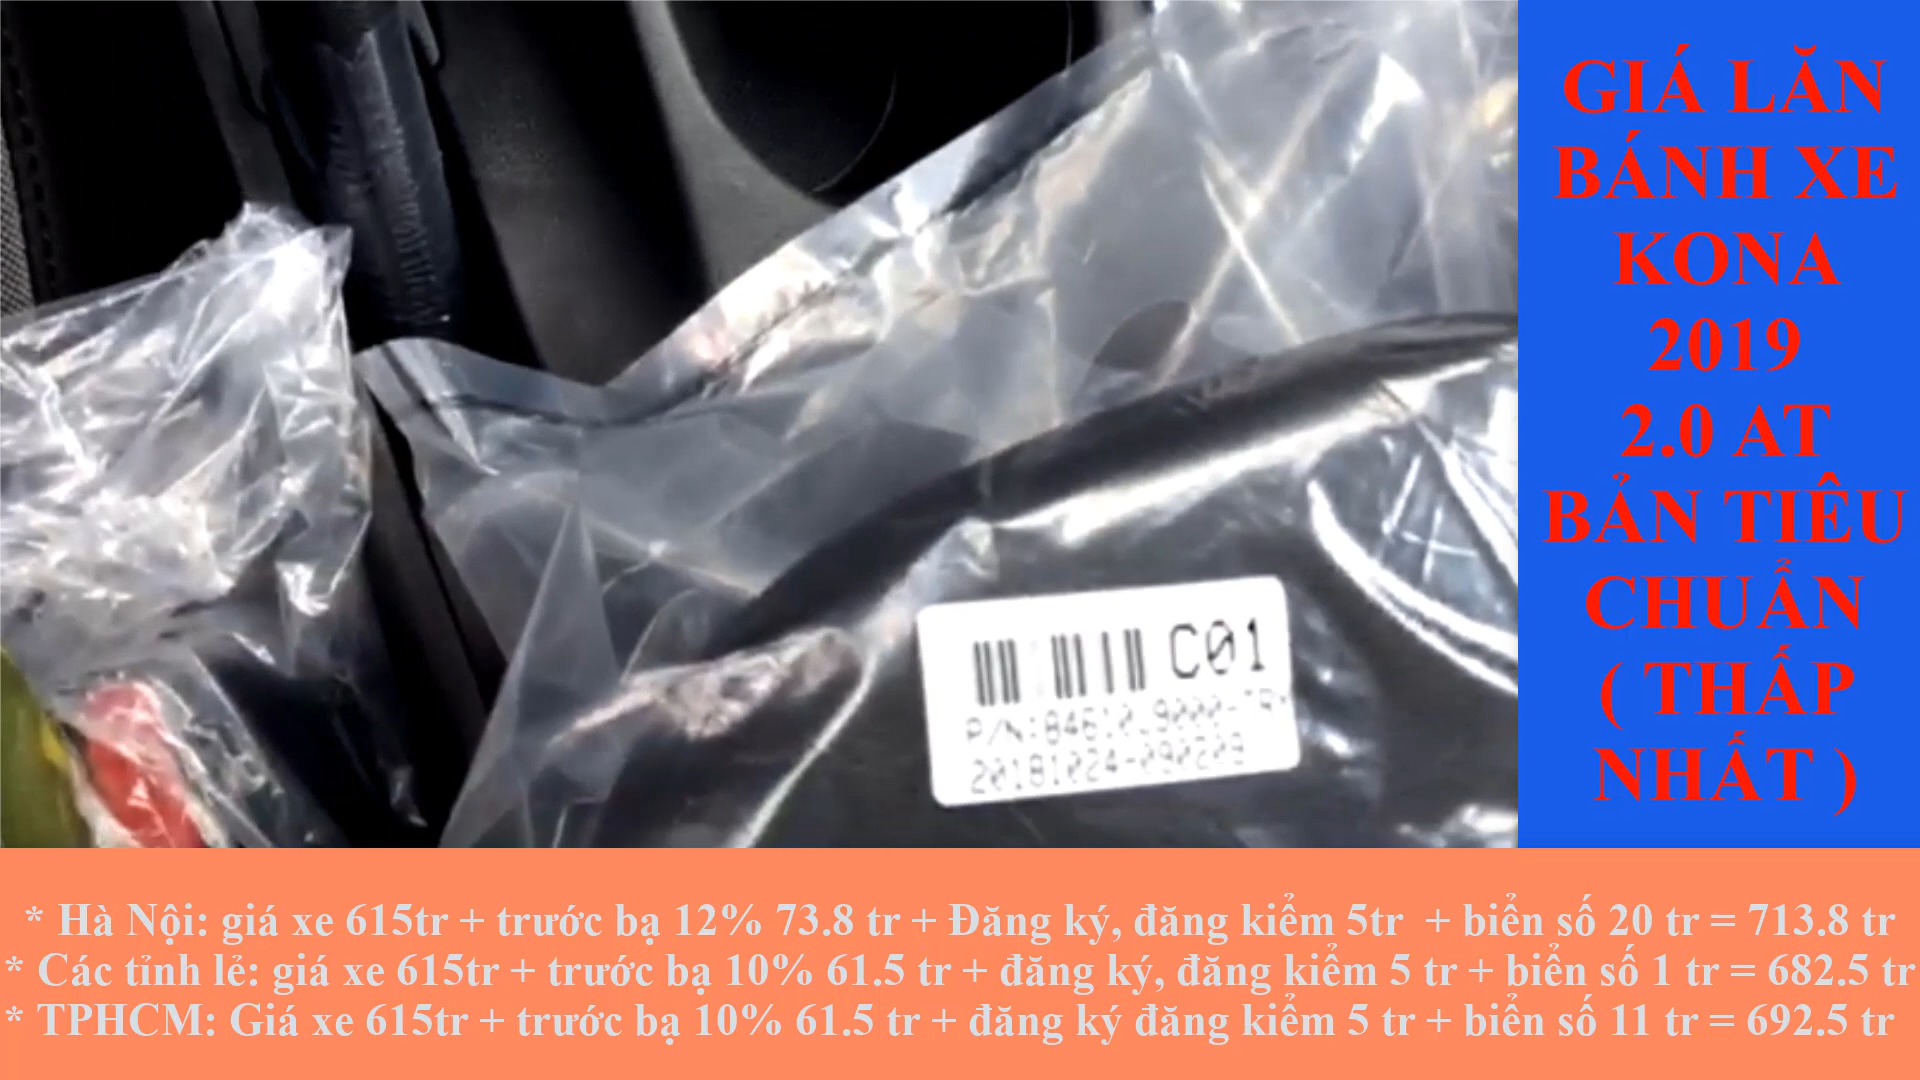 GIÁ LĂN
BÁNH XE
KONA
2019
2.0 AT
BẢN TIÊU
CHUẨN
( THẤP
NHẤT )
C01
20181024-090209
* Hà Nội: giá xe 615tr + trước bạ 12% 73.8 tr + Đăng ký, đăng kiểm 5tr + biển số 20 tr = 713.8 tr
* Các tỉnh lẻ: giá xe 615tr + trước bạ 10% 61.5 tr + đăng ký, đăng kiểm 5 tr + biển số 1 tr = 682.5 tr
* TPHCM: Giá xe 615tr + trước bạ 10% 61.5 tr + đăng ký đăng kiểm 5 tr + biển số 11 tr = 692.5 tr